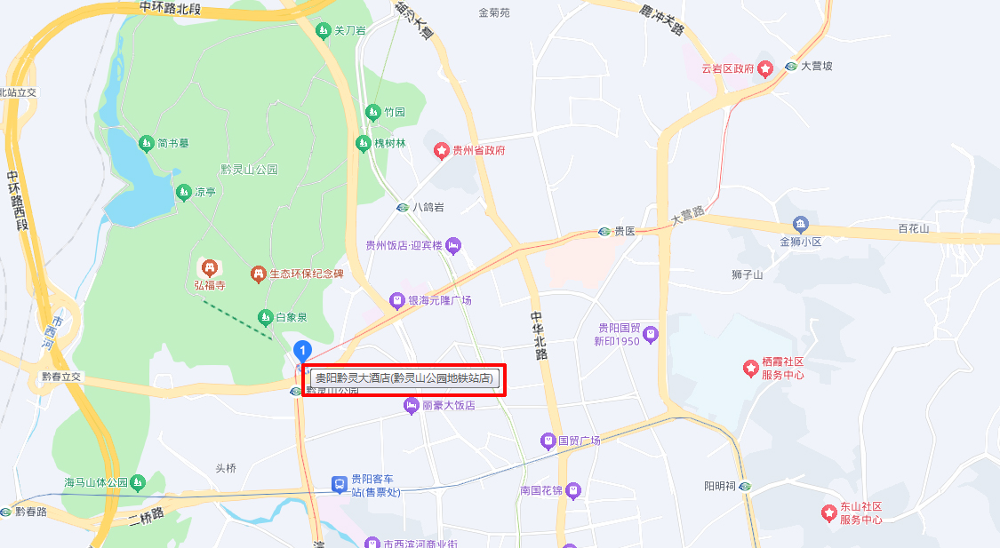 中环路北段
金菊苑
鹿冲关路
关刀岩
云岩区政府
大营坡
北站立交
竹园
简书墓
槐树林
贵州省政府
黔灵山公园
中环路西段
凉亭
八鸽岩
大营路
贵医
百花山
金狮小区
贵州饭店·迎宾楼
弘福寺
生态环保纪念碑
狮子山
银海元隆广场
白象泉
市西河
中华北路
贵阳国贸
新印1950
1
栖霞社区
服务中心
黔春立交
贵阳黔灵大酒店(黔灵山公园地铁站店)
黔灵山公园
丽豪大饭店
国贸广场
头桥
海马山体公园
贵阳客车
站(售票处)
南国花锦
阳明祠
黔春路
二桥路
东山社区
服务中心
市西滨河商业街